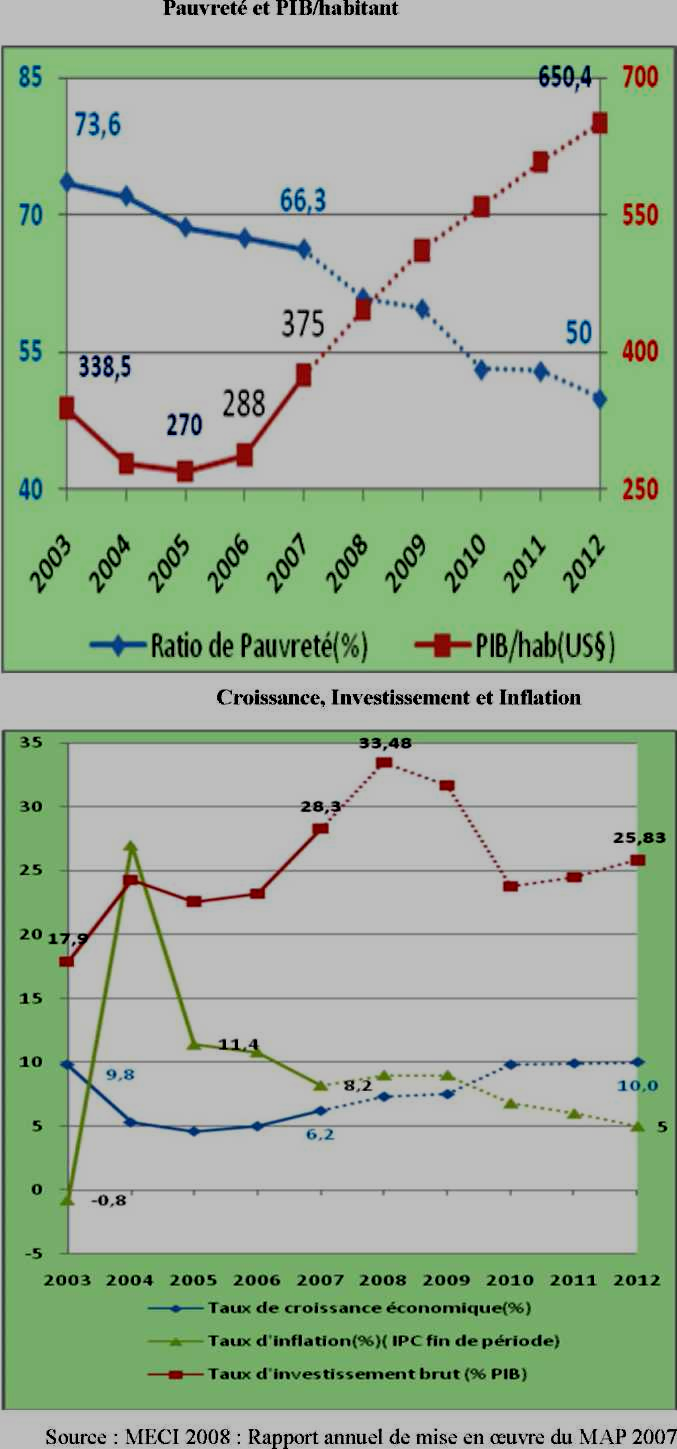 Pauvreté et PIB/habitant
650,4
85 700
73,6
70 66,3 550
375
55 338,5 50 400
270 288
40 250
2003 2004 2005 2006 2007 2008 2009 2010 2011 2012
Ratio de Pauvreté(%) PIB/hab(US§)
Croissance, Investissement et Inflation
35 33,48
30 28,3
25 25,83
20 17,9
15
11,4
10 9,8 8,2 10,0
5 6,2 5
0 -0,8
-5
2003 2004 2005 2006 2007 2008 2009 2010 2011 2012
Taux de croissance économique(%)
Taux d'inflation(%)( IPC fin de période)
Taux d'investissement brut (% PIB)
Source : MECI 2008 : Rapport annuel de mise en œuvre du MAP 2007